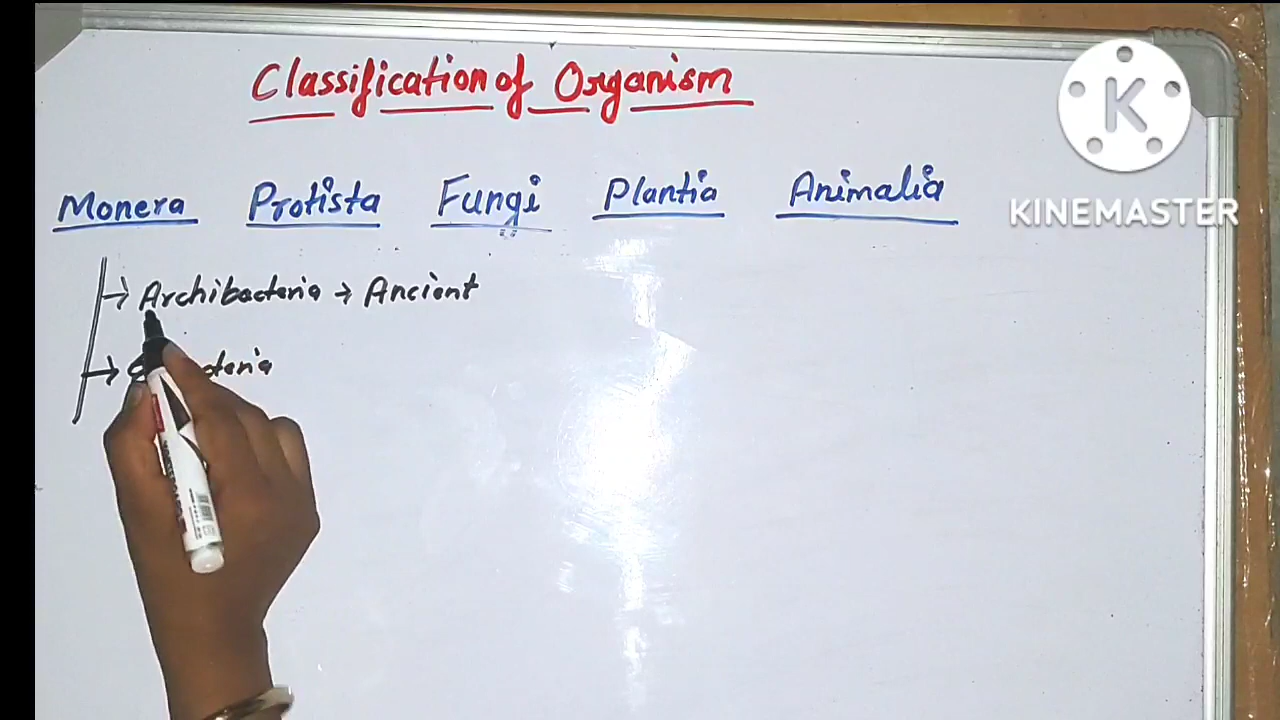 Classification of Organism
Monera Protista Fungi Plantia Animalia
K
KINEMASTER
→ Archibacteria → Ancient
→